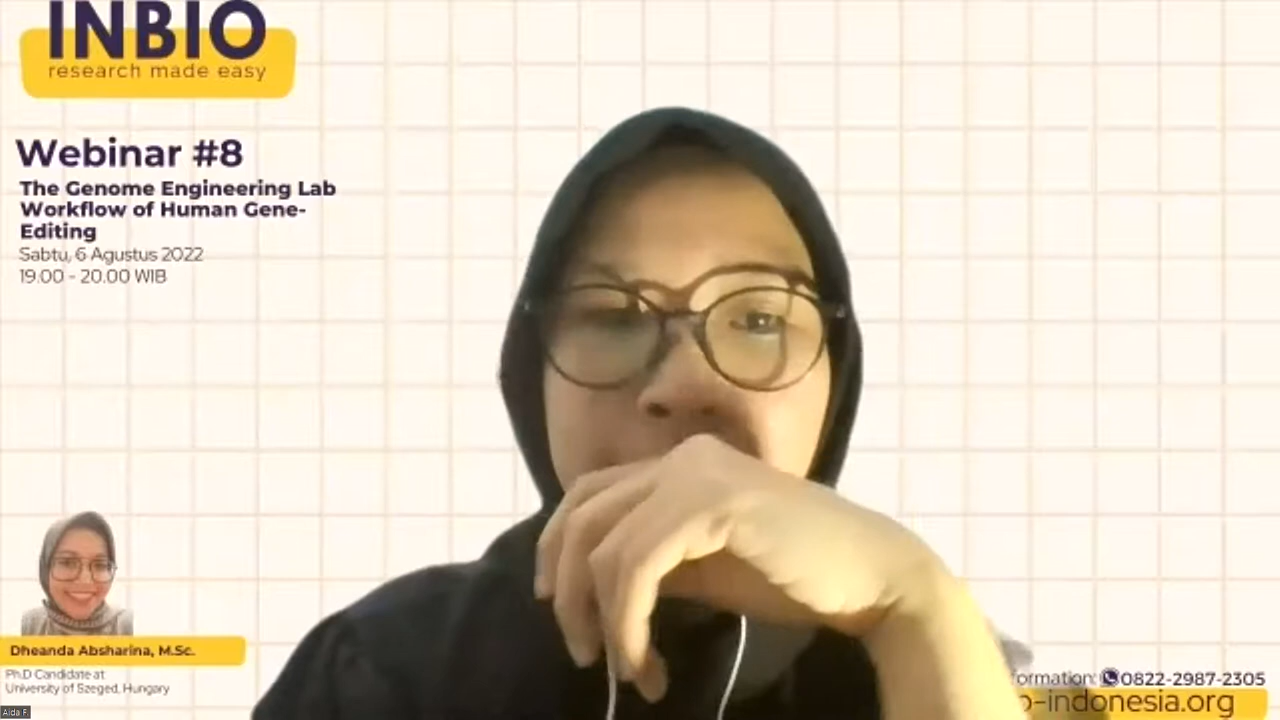 INBIO
research made easy
Webinar #8
The Genome Engineering Lab
Workflow of Human Gene-
Editing
Sabtu, 6 Agustus 2022
19.00 - 20.00 WIB
Dheanda Absharina, M.Sc.
Ph.D Candidate at
University of Szeged, Hungary
Aida F.
formation: 0822-2987-2305
o-indonesia.org